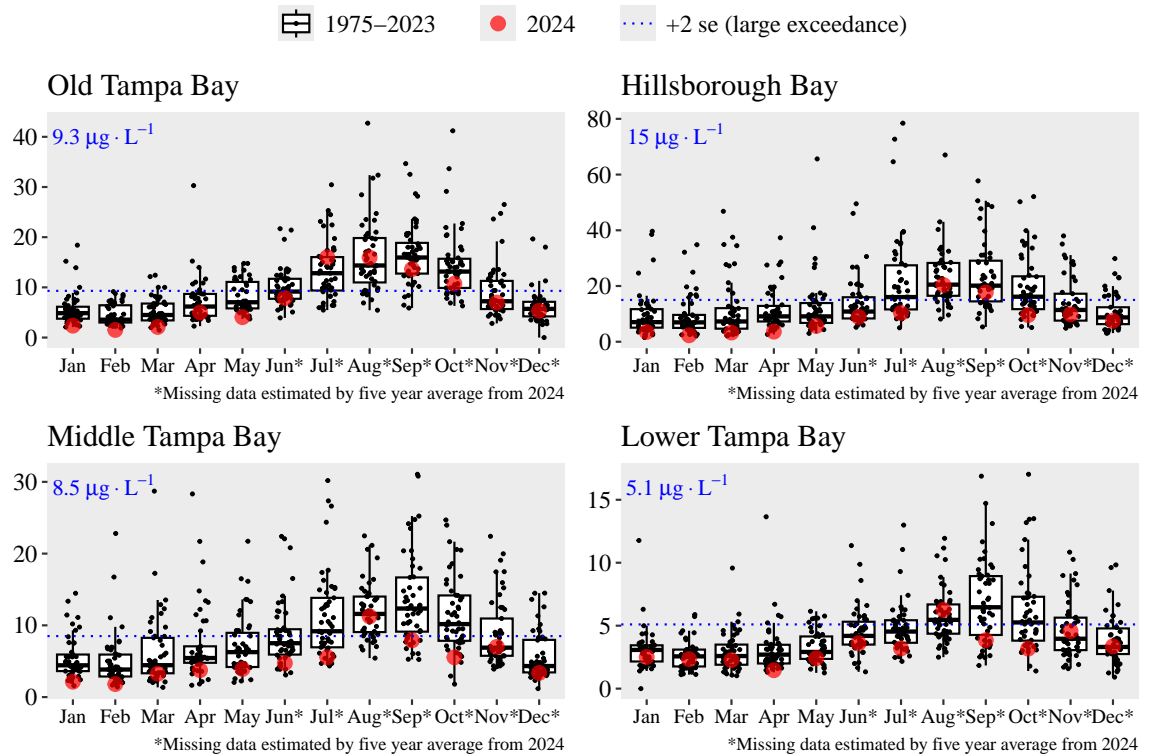 1975–2023 2024 +2 se (large exceedance)
Old Tampa Bay
9.3 μg · L⁻¹
40
30
20
10
0
Jan Feb Mar Apr May Jun* Jul* Aug* Sep* Oct* Nov* Dec*
*Missing data estimated by five year average from 2024
Hillsborough Bay
15 μg · L⁻¹
80
60
40
20
0
Jan Feb Mar Apr May Jun* Jul* Aug* Sep* Oct* Nov* Dec*
*Missing data estimated by five year average from 2024
Middle Tampa Bay
8.5 μg · L⁻¹
30
20
10
0
Jan Feb Mar Apr May Jun* Jul* Aug* Sep* Oct* Nov* Dec*
*Missing data estimated by five year average from 2024
Lower Tampa Bay
5.1 μg · L⁻¹
15
10
5
0
Jan Feb Mar Apr May Jun* Jul* Aug* Sep* Oct* Nov* Dec*
*Missing data estimated by five year average from 2024